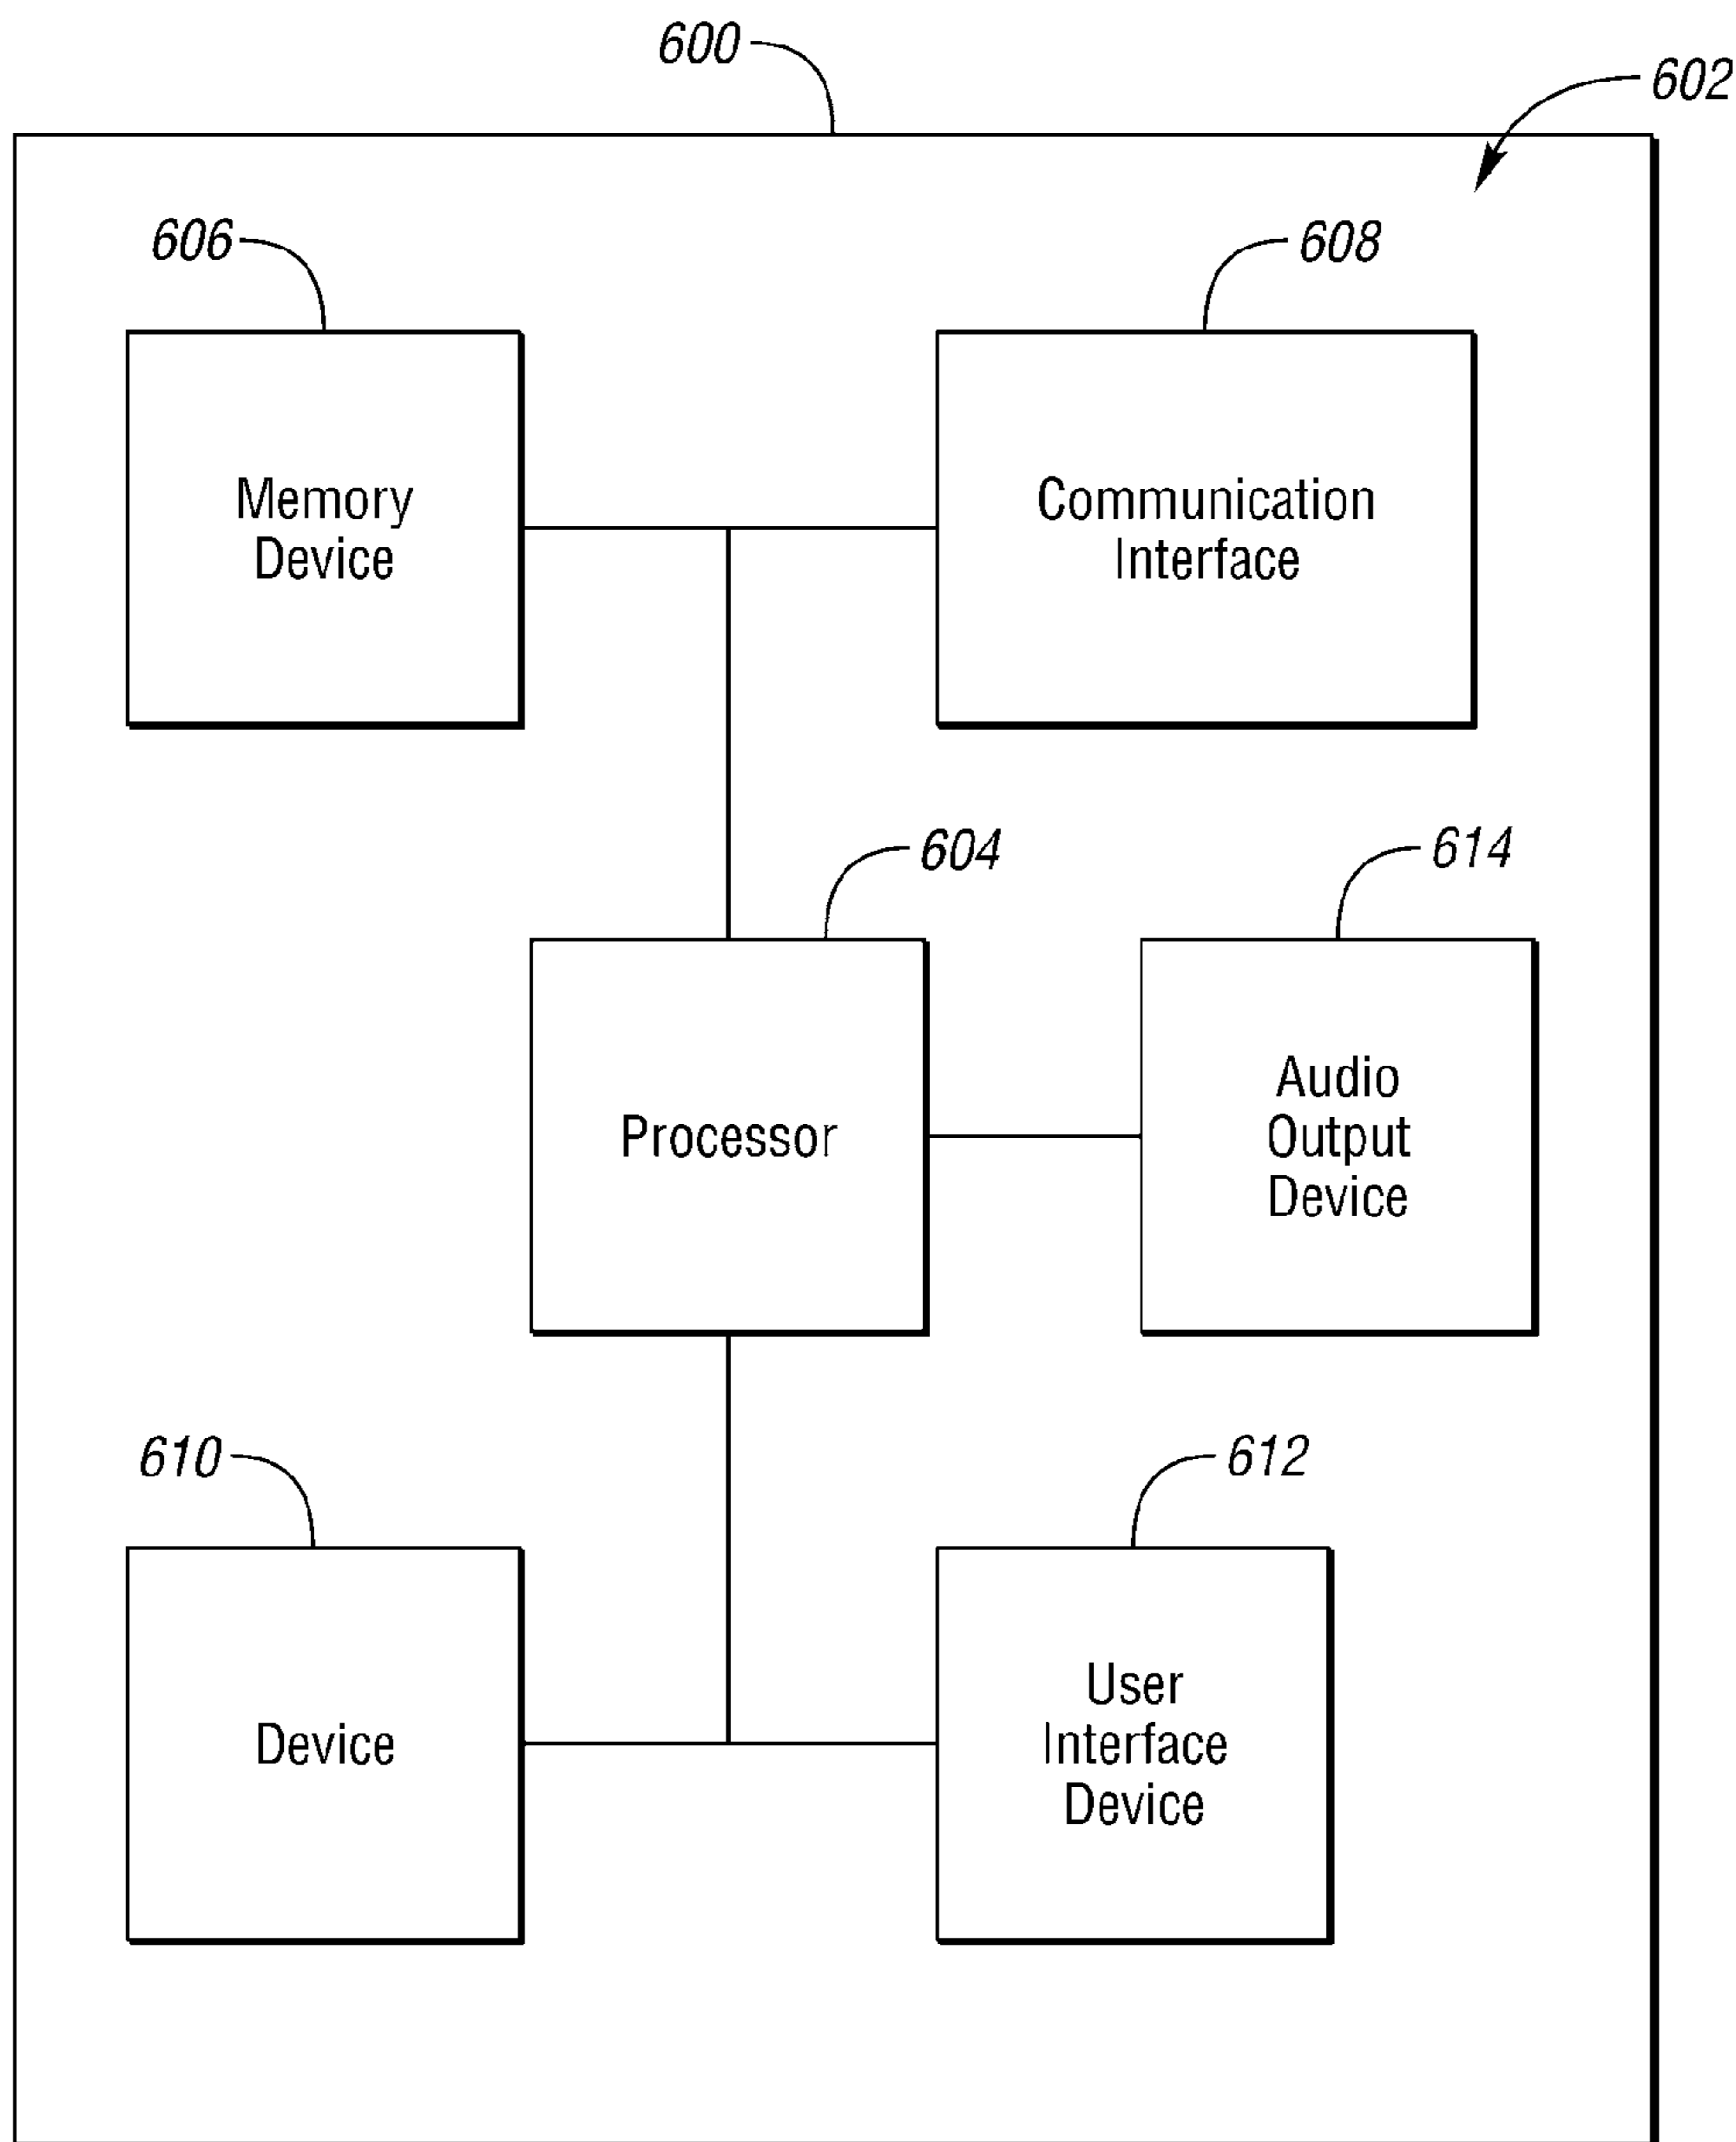 600
602
606
608
Memory
Device
Communication
Interface
604
614
Processor
Audio
Output
Device
610
612
Device
User
Interface
Device